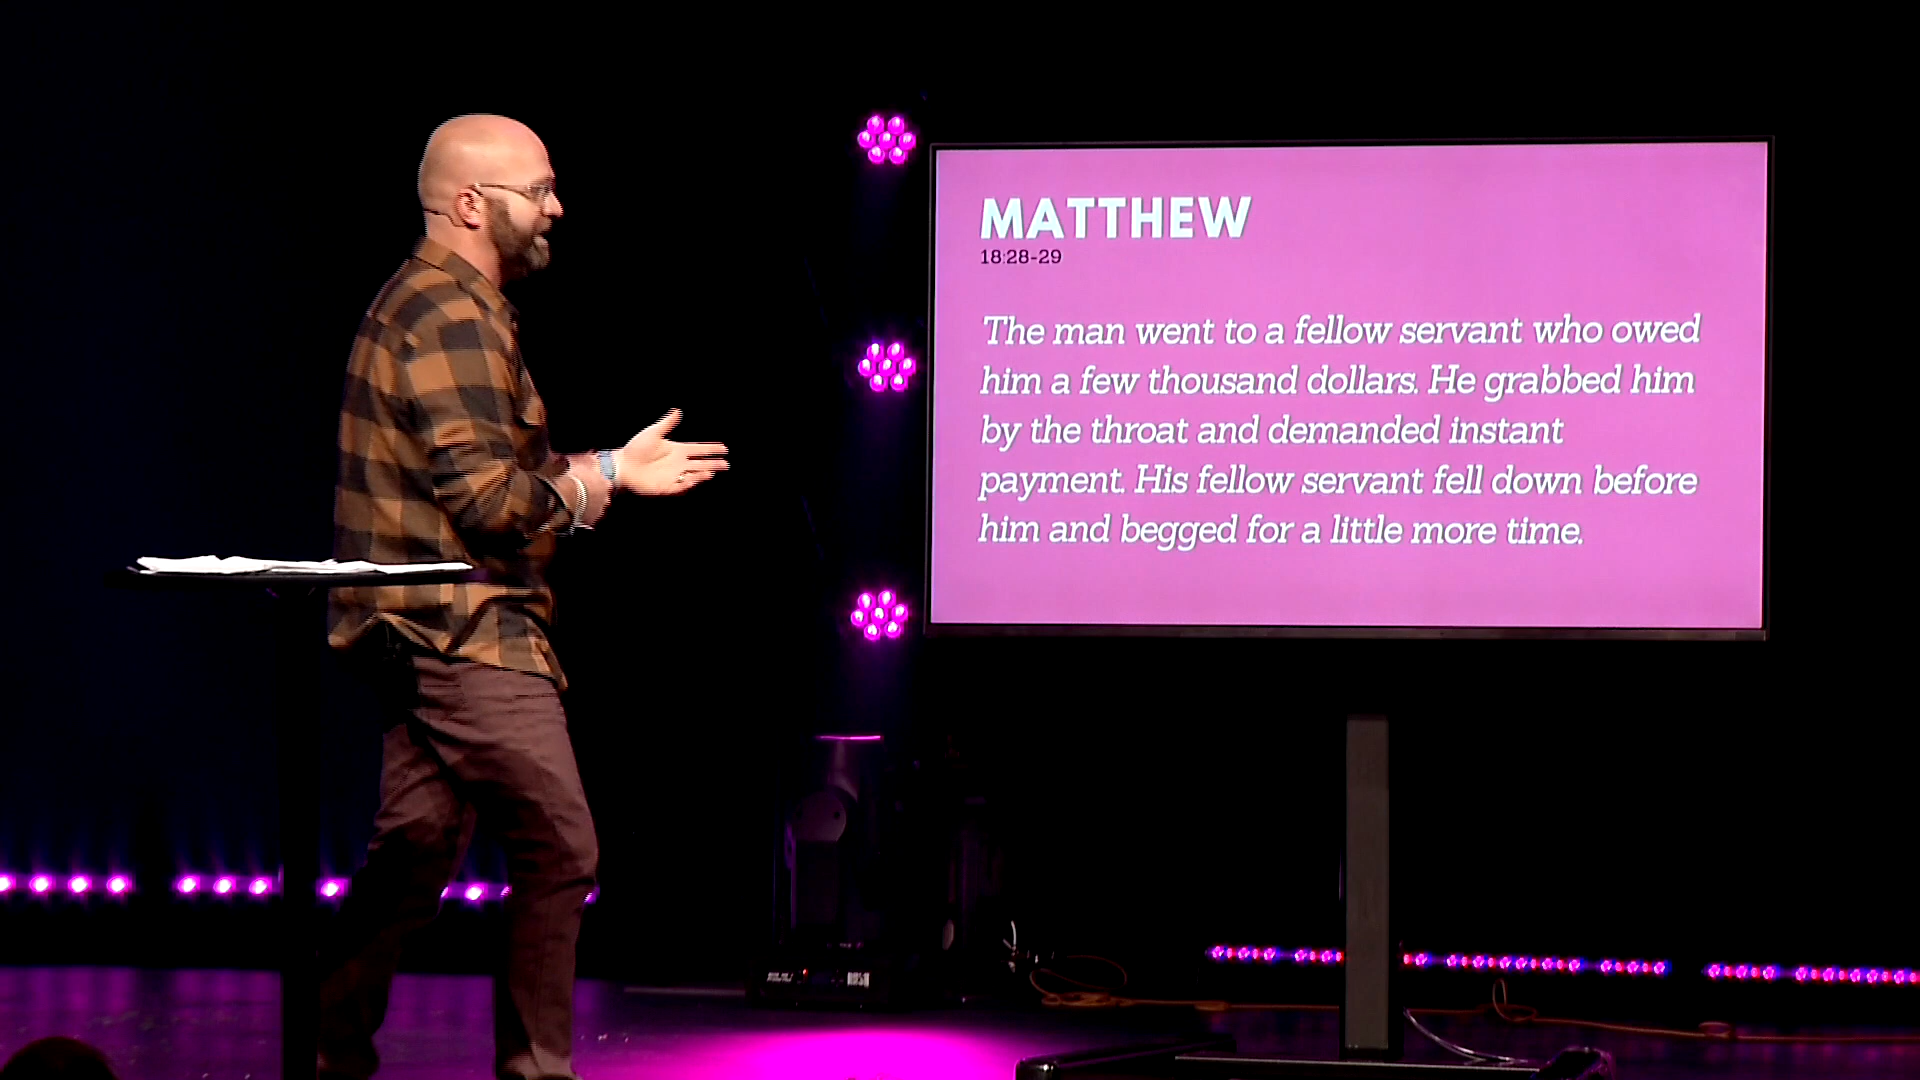 MATTHEW
18:28-29
The man went to a fellow servant who owed
him a few thousand dollars. He grabbed him
by the throat and demanded instant
payment. His fellow servant fell down before
him and begged for a little more time.